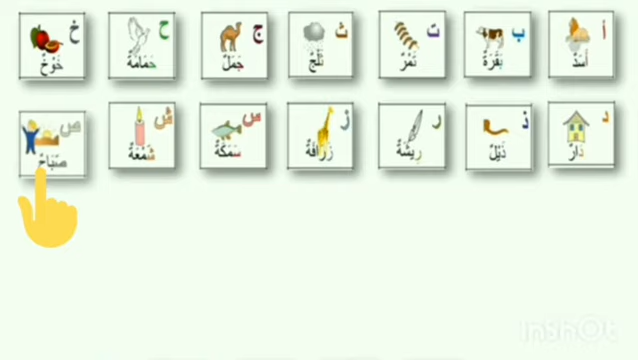 أ
أَسَدٌ
ب
بَقَرَةٌ
ت
تَمْرٌ
ث
ثَلْجٌ
ج
جَمَلٌ
ح
حَمَامَةٌ
خ
خَوْخٌ
د
دَارٌ
ذ
ذَيْلٌ
ر
رِيشَةٌ
ز
زَرَافَةٌ
س
سَمَكَةٌ
ش
شَمْعَةٌ
ص
صَبَاحٌ
InShOt